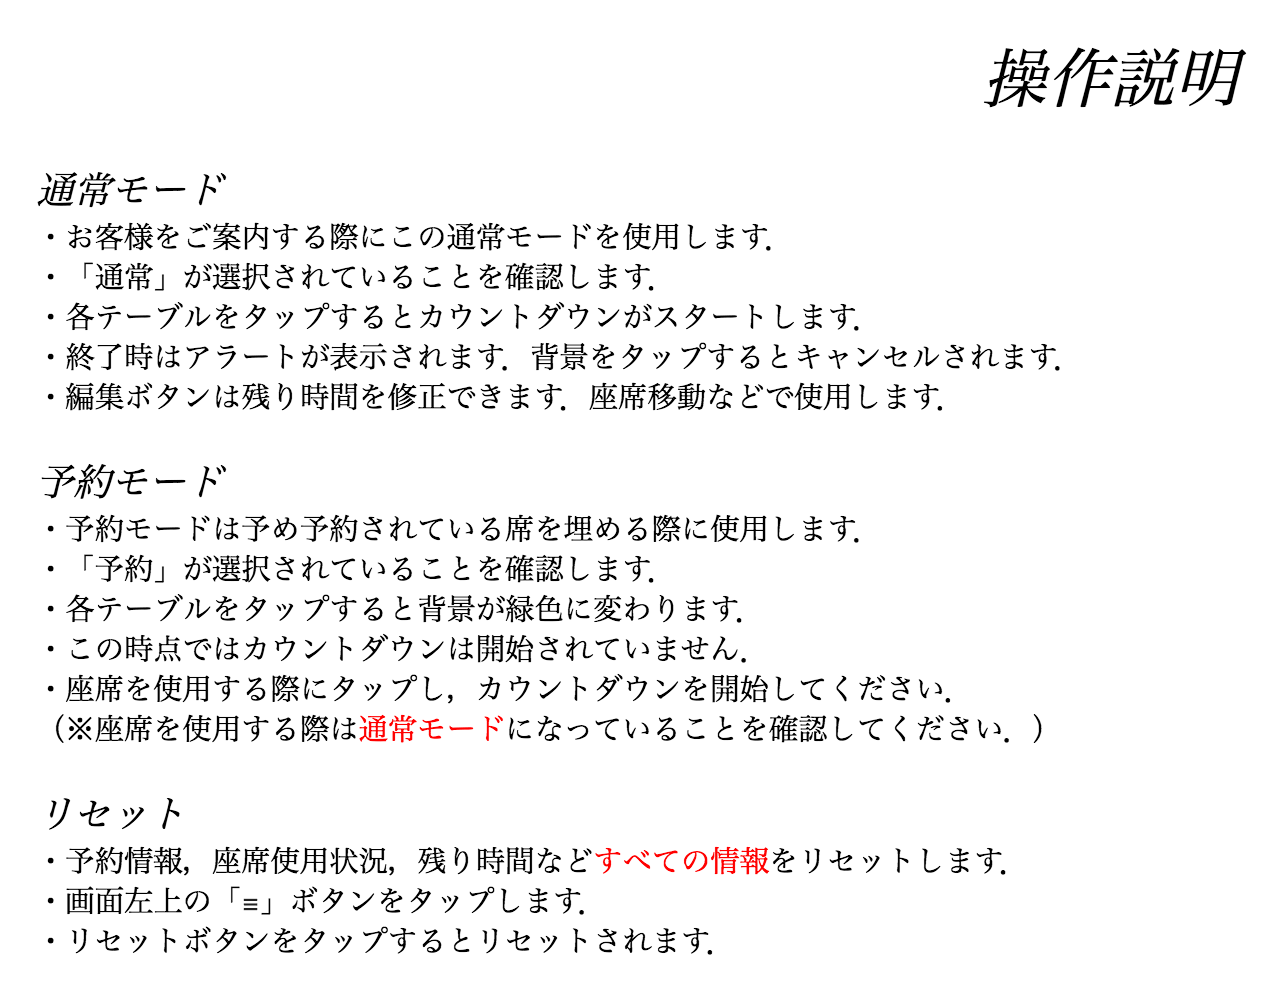 操作説明
通常モード
・お客様をご案内する際にこの通常モードを使用します．
・「通常」が選択されていることを確認します．
・各テーブルをタップするとカウントダウンがスタートします．
・終了時はアラートが表示されます．背景をタップするとキャンセルされます．
・編集ボタンは残り時間を修正できます．座席移動などで使用します．
予約モード
・予約モードは予め予約されている席を埋める際に使用します．
・「予約」が選択されていることを確認します．
・各テーブルをタップすると背景が緑色に変わります．
・この時点ではカウントダウンは開始されていません．
・座席を使用する際にタップし，カウントダウンを開始してください．
（※座席を使用する際は通常モードになっていることを確認してください．）
リセット
・予約情報，座席使用状況，残り時間などすべての情報をリセットします．
・画面左上の「≡」ボタンをタップします．
・リセットボタンをタップするとリセットされます．